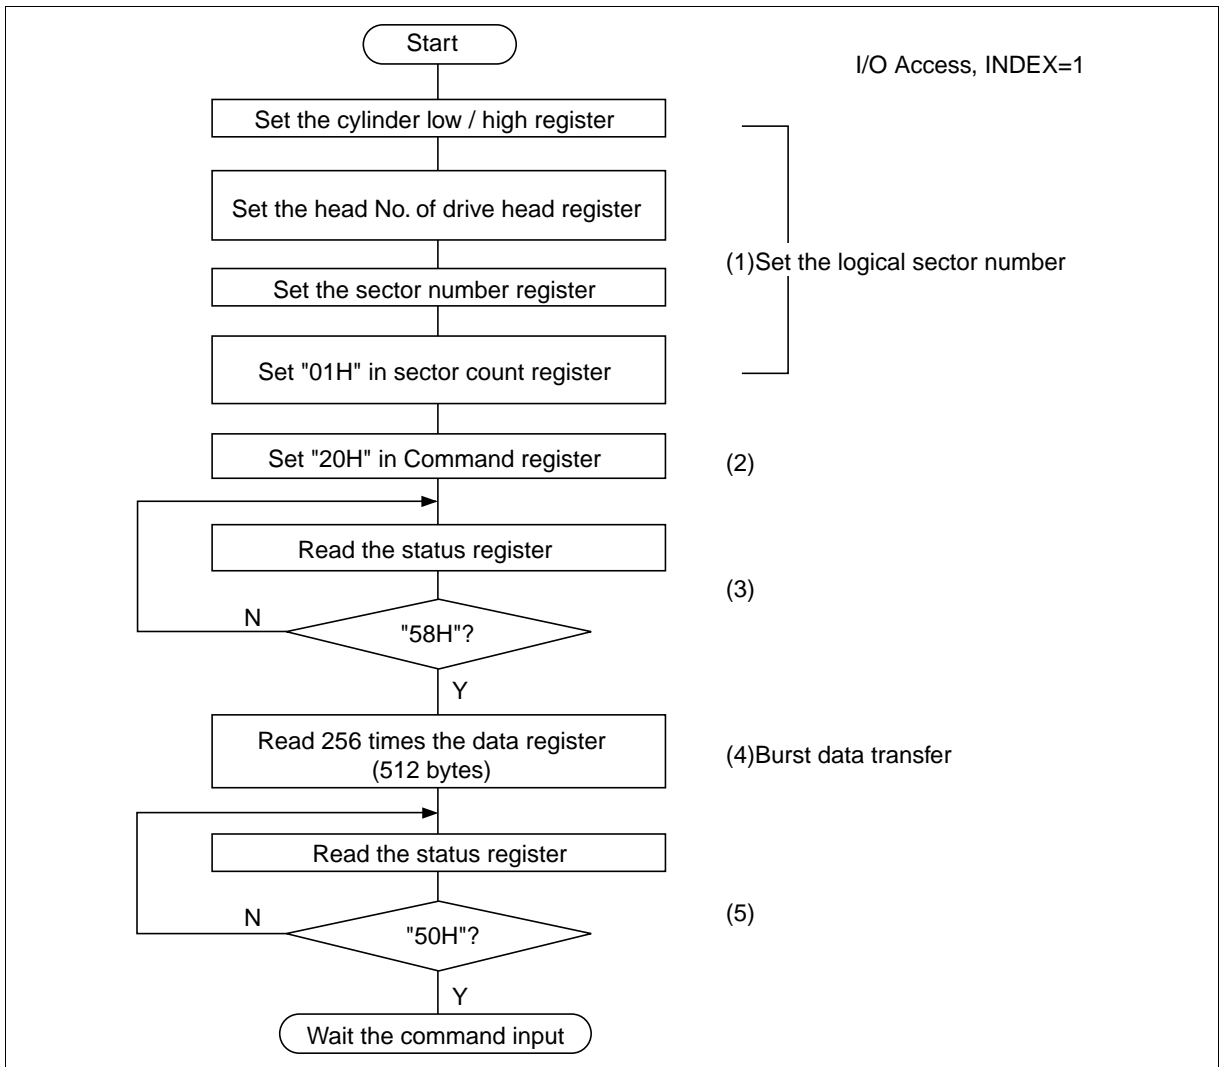 Start
I/O Access, INDEX=1
Set the cylinder low / high register
Set the head No. of drive head register
(1)Set the logical sector number
Set the sector number register
Set "01H" in sector count register
Set "20H" in Command register
(2)
Read the status register
(3)
N
"58H"?
Y
Read 256 times the data register
(512 bytes)
(4)Burst data transfer
Read the status register
N
"50H"?
(5)
Y
Wait the command input